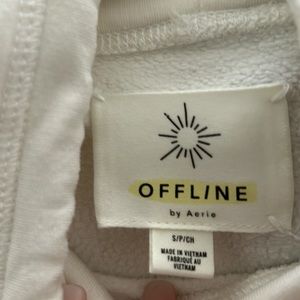 OFFLINE
by Aerie
S/P/CH
MADE IN VIETNAM
FABRIQUÉ AU
VIETNAM